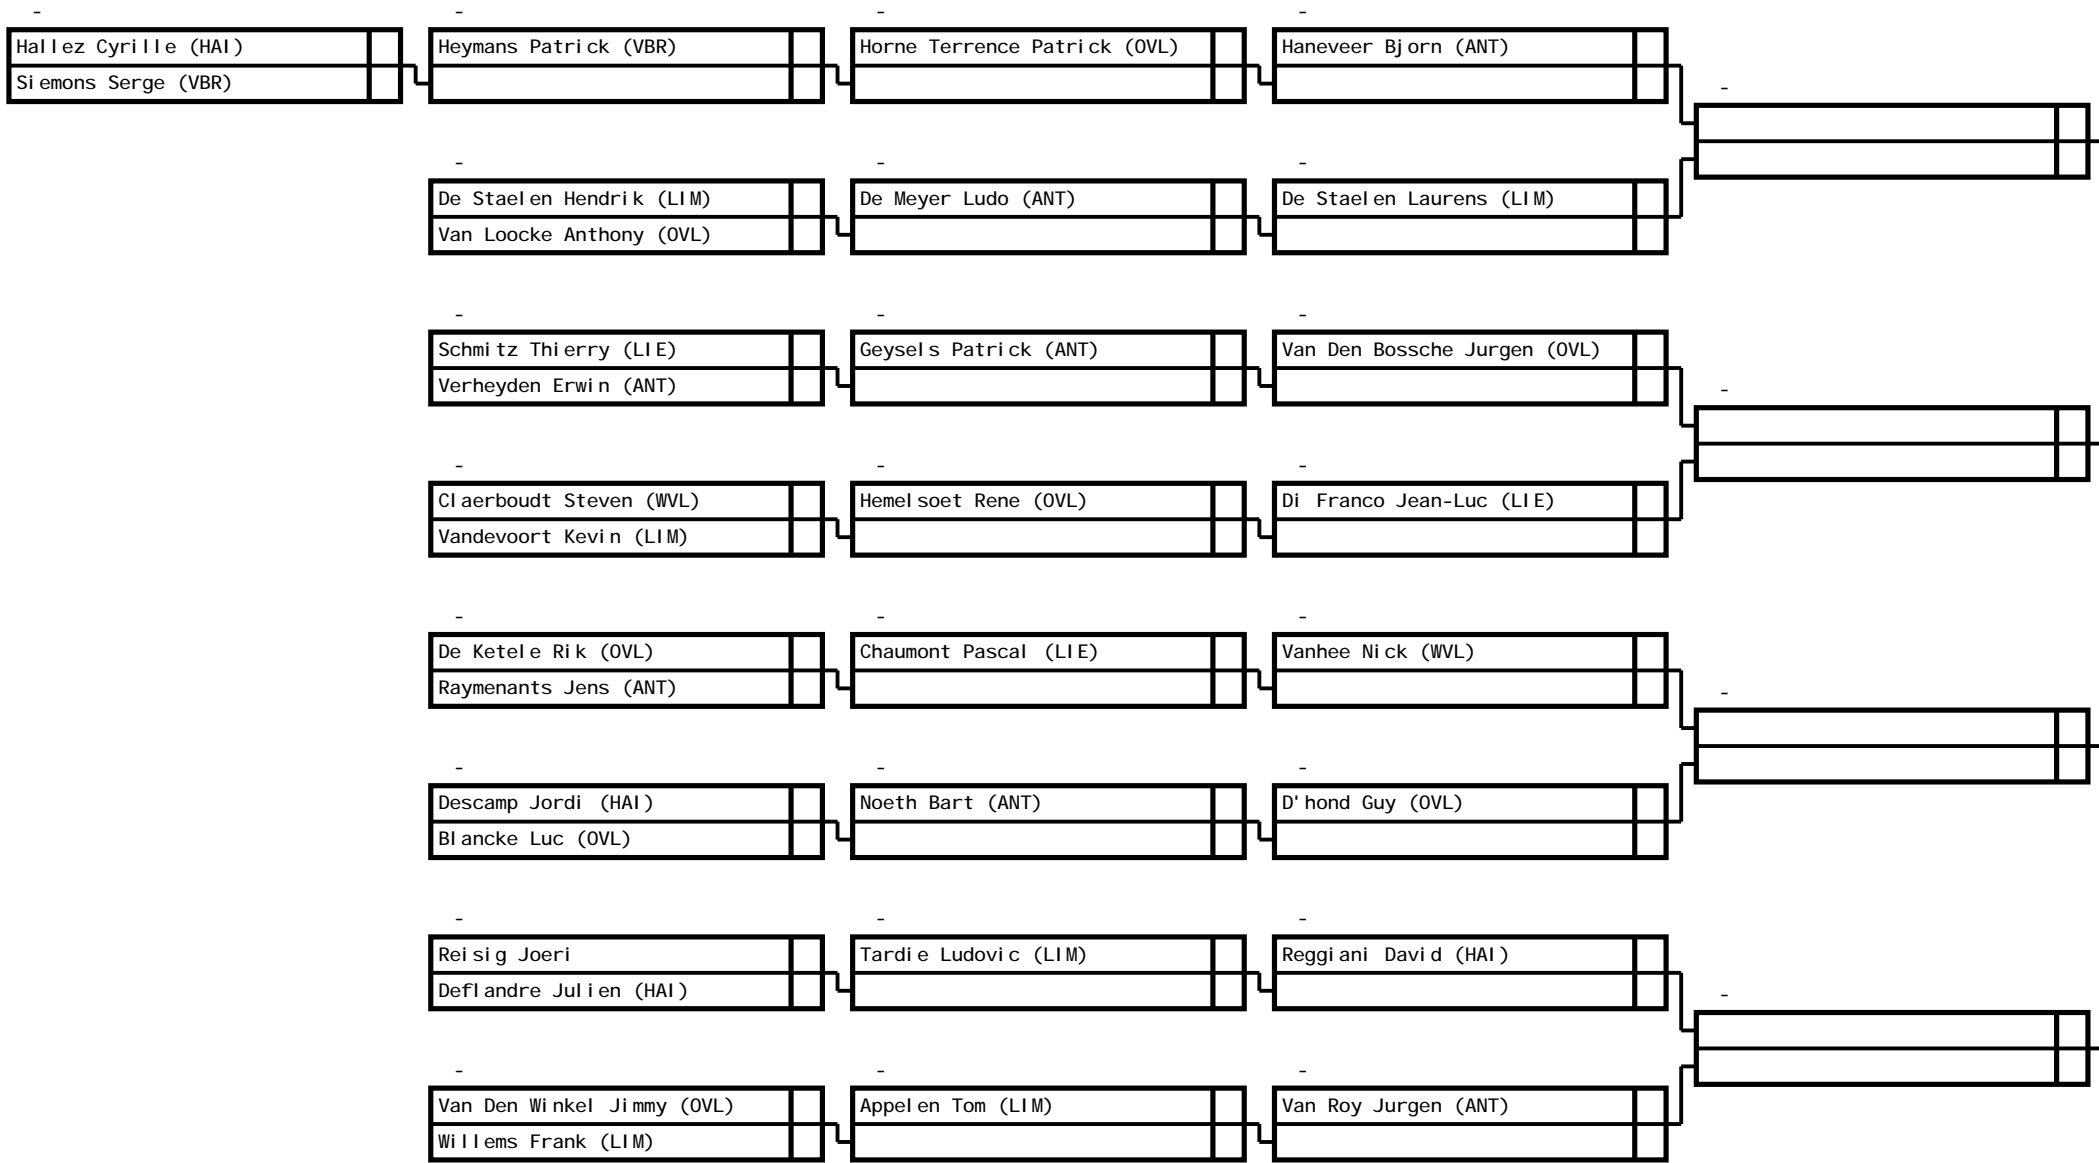 -
Hallez Cyrille (HAI)
Siemons Serge (VBR)
-
Heymans Patrick (VBR)
-
Horne Terrence Patrick (OVL)
-
Haneveer Bjorn (ANT)
-
-
De Staelen Hendrik (LIM)
Van Loocke Anthony (OVL)
-
De Meyer Ludo (ANT)
-
De Staelen Laurens (LIM)
-
Schmitz Thierry (LIE)
Verheyden Erwin (ANT)
-
Geysels Patrick (ANT)
-
Van Den Bossche Jurgen (OVL)
-
-
Claerboudt Steven (WVL)
Vandevoort Kevin (LIM)
-
Hemelsoet Rene (OVL)
-
Di Franco Jean-Luc (LIE)
-
De Ketele Rik (OVL)
Raymenants Jens (ANT)
-
Chaumont Pascal (LIE)
-
Vanhee Nick (WVL)
-
-
Descamp Jordi (HAI)
Blancke Luc (OVL)
-
Noeth Bart (ANT)
-
D'hond Guy (OVL)
-
Reisig Joeri
Deflandre Julien (HAI)
-
Tardie Ludovic (LIM)
-
Reggiani David (HAI)
-
-
Van Den Winkel Jimmy (OVL)
Willems Frank (LIM)
-
Appelen Tom (LIM)
-
Van Roy Jurgen (ANT)